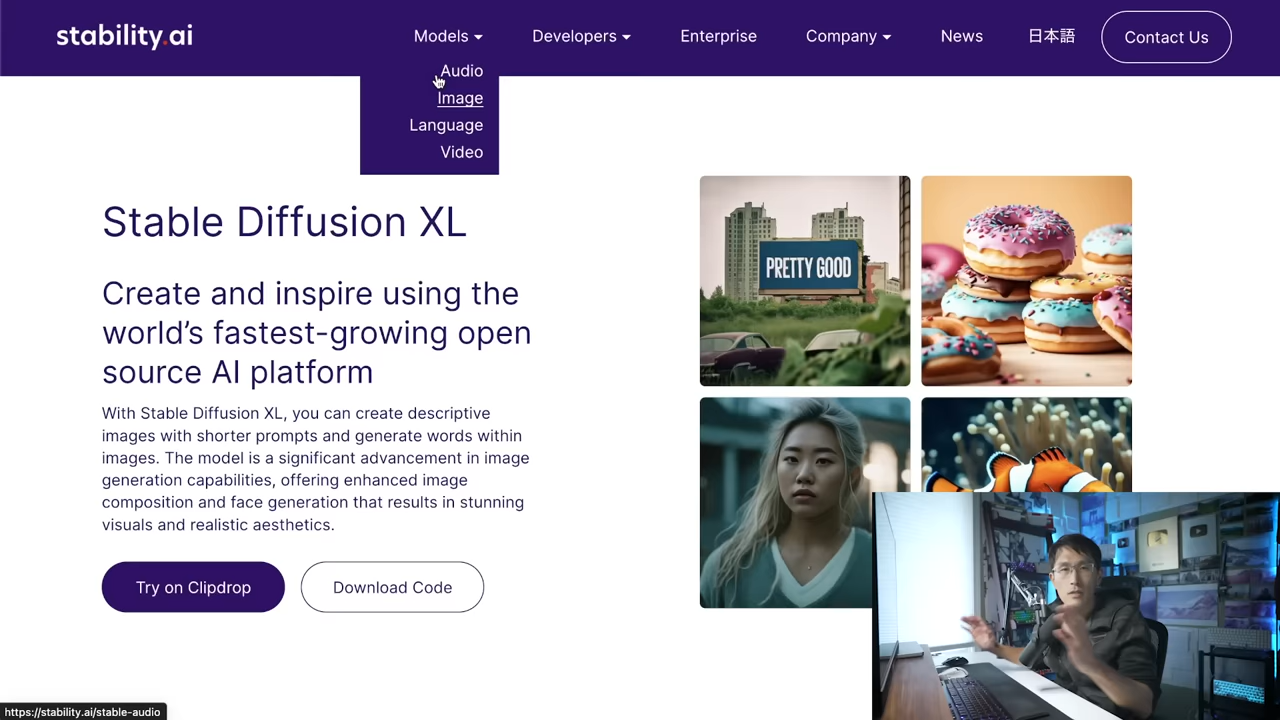 stability.ai
Models
Developers
Enterprise
Company
News
日本語
Contact Us
Audio
Image
Language
Video
Stable Diffusion XL
Create and inspire using the
world’s fastest-growing open
source AI platform
With Stable Diffusion XL, you can create descriptive
images with shorter prompts and generate words within
images. The model is a significant advancement in image
generation capabilities, offering enhanced image
composition and face generation that results in stunning
visuals and realistic aesthetics.
Try on Clipdrop
Download Code
PRETTY GOOD
https://stability.ai/stable-audio